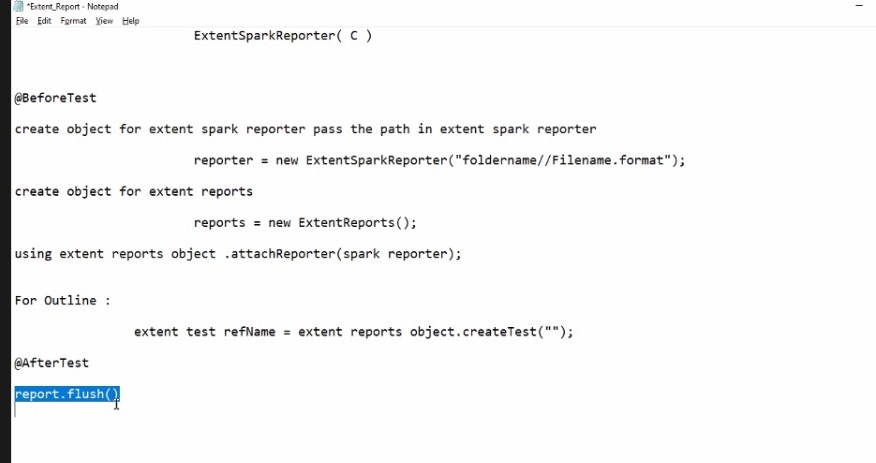 *Extent_Report - Notepad
File Edit Format View Help
ExtentSparkReporter( C )
@BeforeTest
create object for extent spark reporter pass the path in extent spark reporter
reporter = new ExtentSparkReporter("foldername//Filename.format");
create object for extent reports
reports = new ExtentReports();
using extent reports object .attachReporter(spark reporter);
For Outline :
extent test refName = extent reports object.createTest("");
@AfterTest
report.flush()